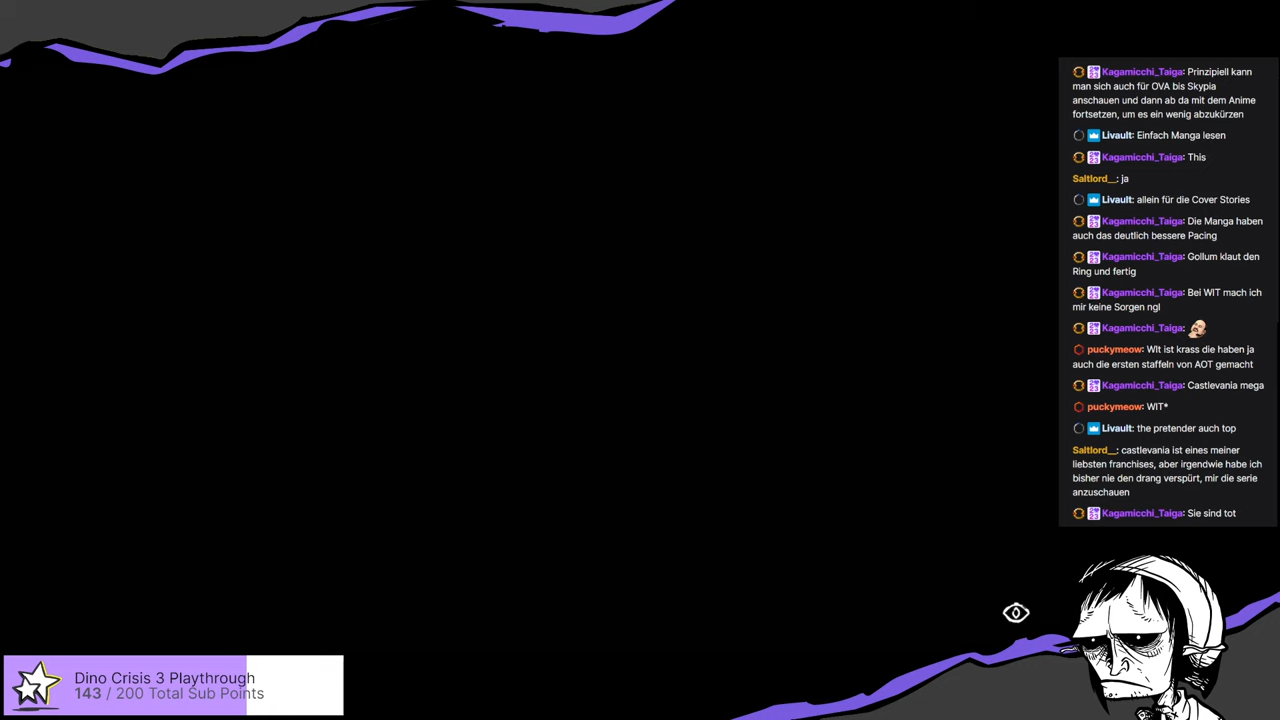 Kagamicchi_Taiga: Prinzipiell kann
man sich auch für OVA bis Skypia
anschauen und dann ab da mit dem Anime
fortsetzen, um es ein wenig abzukürzen
Livault: Einfach Manga lesen
Kagamicchi_Taiga: This
Saltlord__: ja
Livault: allein für die Cover Stories
Kagamicchi_Taiga: Die Manga haben
auch das deutlich bessere Pacing
Kagamicchi_Taiga: Gollum klaut den
Ring und fertig
Kagamicchi_Taiga: Bei WIT mach ich
mir keine Sorgen ngl
Kagamicchi_Taiga:
puckymeow: WIt ist krass die haben ja
auch die ersten staffeln von AOT gemacht
Kagamicchi_Taiga: Castlevania mega
puckymeow: WIT*
Livault: the pretender auch top
Saltlord__: castlevania ist eines meiner
liebsten franchises, aber irgendwie habe ich
bisher nie den drang verspürt, mir die serie
anzuschauen
Kagamicchi_Taiga: Sie sind tot
Dino Crisis 3 Playthrough
143 / 200 Total Sub Points